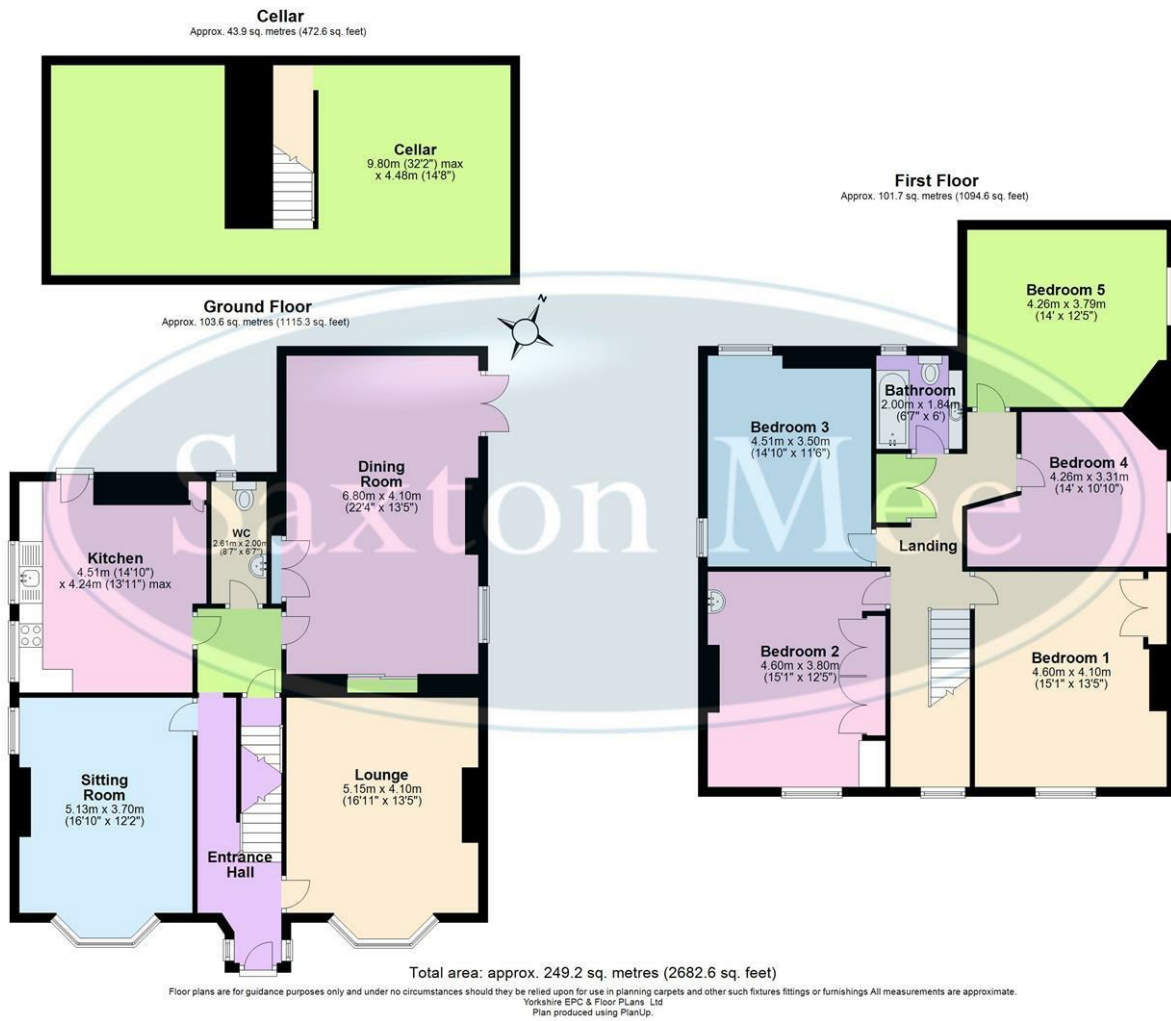 Cellar
Approx. 43.9 sq. metres (472.6 sq. feet)
Cellar
9.80m (32'2") max
x 4.48m (14'8")
First Floor
Approx. 101.7 sq. metres (1094.6 sq. feet)
Bedroom 5
4.26m x 3.79m
(14' x 12'5")
Bathroom
2.00m x 1.84m
(6'7" x 6')
Bedroom 3
4.51m x 3.50m
(14'10" x 11'6")
Bedroom 4
4.26m x 3.31m
(14' x 10'10")
Landing
Bedroom 2
4.60m x 3.80m
(15'1" x 12'5")
Bedroom 1
4.60m x 4.10m
(15'1" x 13'5")
Ground Floor
Approx. 103.6 sq. metres (1115.3 sq. feet)
N
Dining
Room
6.80m x 4.10m
(22'4" x 13'5")
WC
2.61m x 2.00m
(8'7" x 6'7")
Kitchen
4.51m (14'10")
x 4.24m (13'11") max
Saxton Mee
Sitting
Room
5.13m x 3.70m
(16'10" x 12'2")
Lounge
5.15m x 4.10m
(16'11" x 13'5")
Entrance
Hall
Total area: approx. 249.2 sq. metres (2682.6 sq. feet)
Floor plans are for guidance purposes only and under no circumstances should they be relied upon for use in planning carpets and other such fixtures fittings or furnishings All measurements are approximate.
Yorkshire EPC & Floor PLans Ltd
Plan produced using PlanUp.